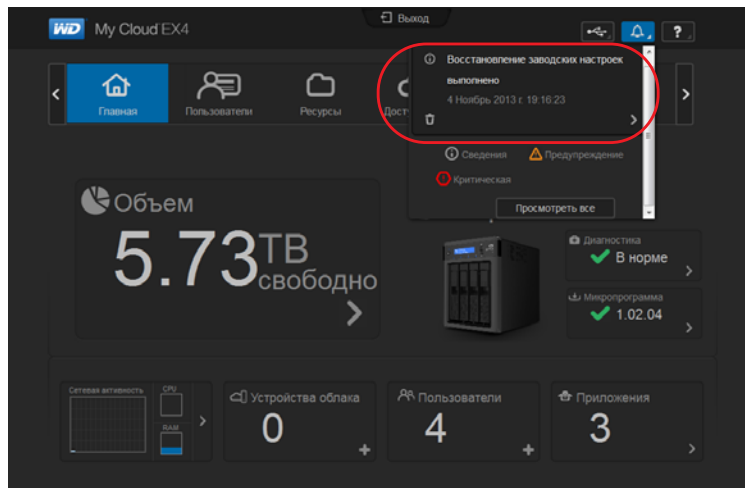 WD My Cloud EX4
Выход
?
Восстановление заводских настроек
выполнено
4 Ноябрь 2013 г. 19:16:23
Главная
Пользователи
Ресурсы
Сведения
Предупреждение
Критическая
Просмотреть все
Объем
5.73 ТВ
свободно
Диагностика
В норме
Микропрограмма
1.02.04
Сетевая активность
CPU
RAM
Устройства облака
0
Пользователи
4
Приложения
3